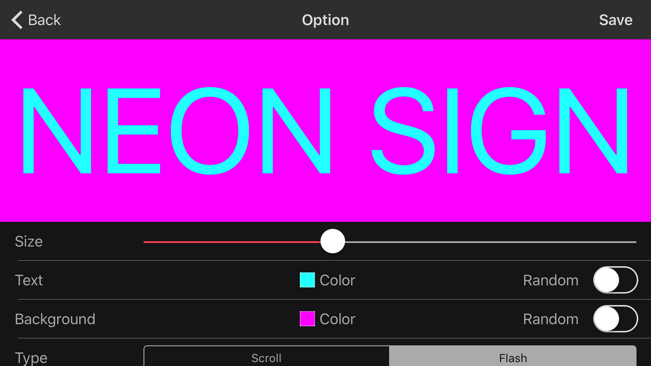 Back Option Save
NEON SIGN
Size
Text Color Random
Background Color Random
Type Scroll Flash